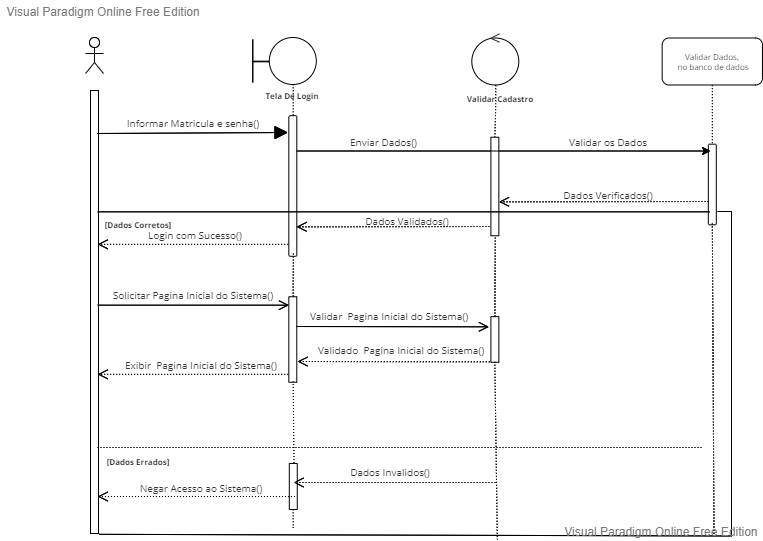 Visual Paradigm Online Free Edition
Validar Dados,
no banco de dados
Tela De Login
Validar Cadastro
Informar Matricula e senha()
Enviar Dados()
Validar os Dados
Dados Verificados()
[Dados Corretos]
Dados Validados()
Login com Sucesso()
Solicitar Pagina Inicial do Sistema()
Validar  Pagina Inicial do Sistema()
Validado  Pagina Inicial do Sistema()
Exibir  Pagina Inicial do Sistema()
[Dados Errados]
Dados Invalidos()
Negar Acesso ao Sistema()
Visual Paradigm Online Free Edition